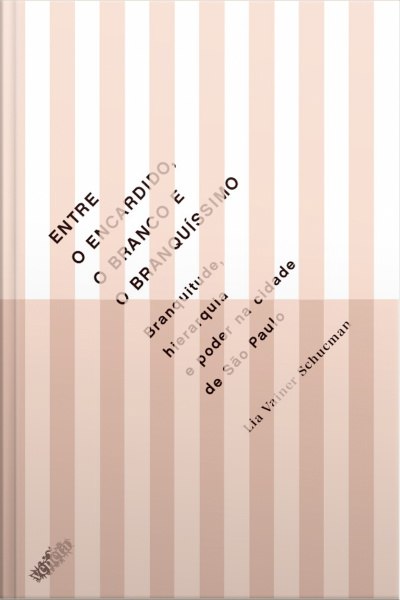 ENTRE
O ENCARDIDO,
O BRANCO E
O BRANQUÍSSIMO
Branquitude,
hierarquia
e poder na cidade
de São Paulo
Lia Vainer Schucman